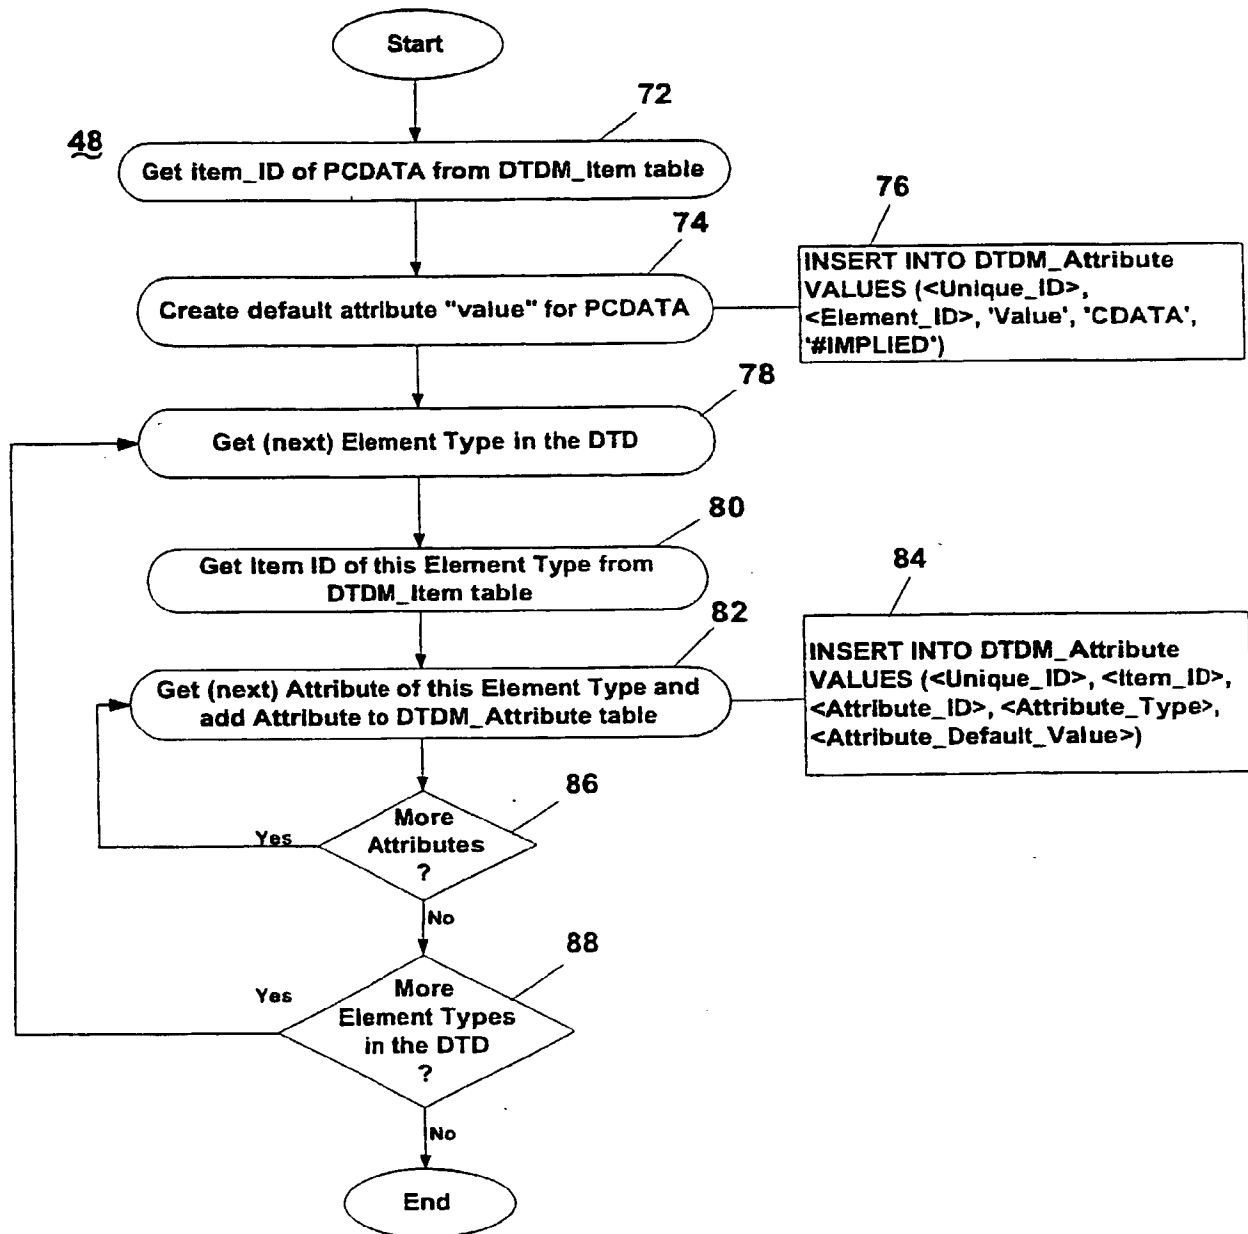 Start
72
48
Get item_ID of PCDATA from DTDM_Item table
76
74
INSERT INTO DTDM_Attribute
VALUES (<Unique_ID>,
<Element_ID>, 'Value', 'CDATA',
'#IMPLIED')
Create default attribute "value" for PCDATA
78
Get (next) Element Type in the DTD
80
Get Item ID of this Element Type from
DTDM_Item table
84
82
INSERT INTO DTDM_Attribute
VALUES (<Unique_ID>, <Item_ID>,
<Attribute_ID>, <Attribute_Type>,
<Attribute_Default_Value>)
Get (next) Attribute of this Element Type and
add Attribute to DTDM_Attribute table
86
More
Attributes
?
Yes
No
88
More
Element Types
in the DTD
?
Yes
No
End